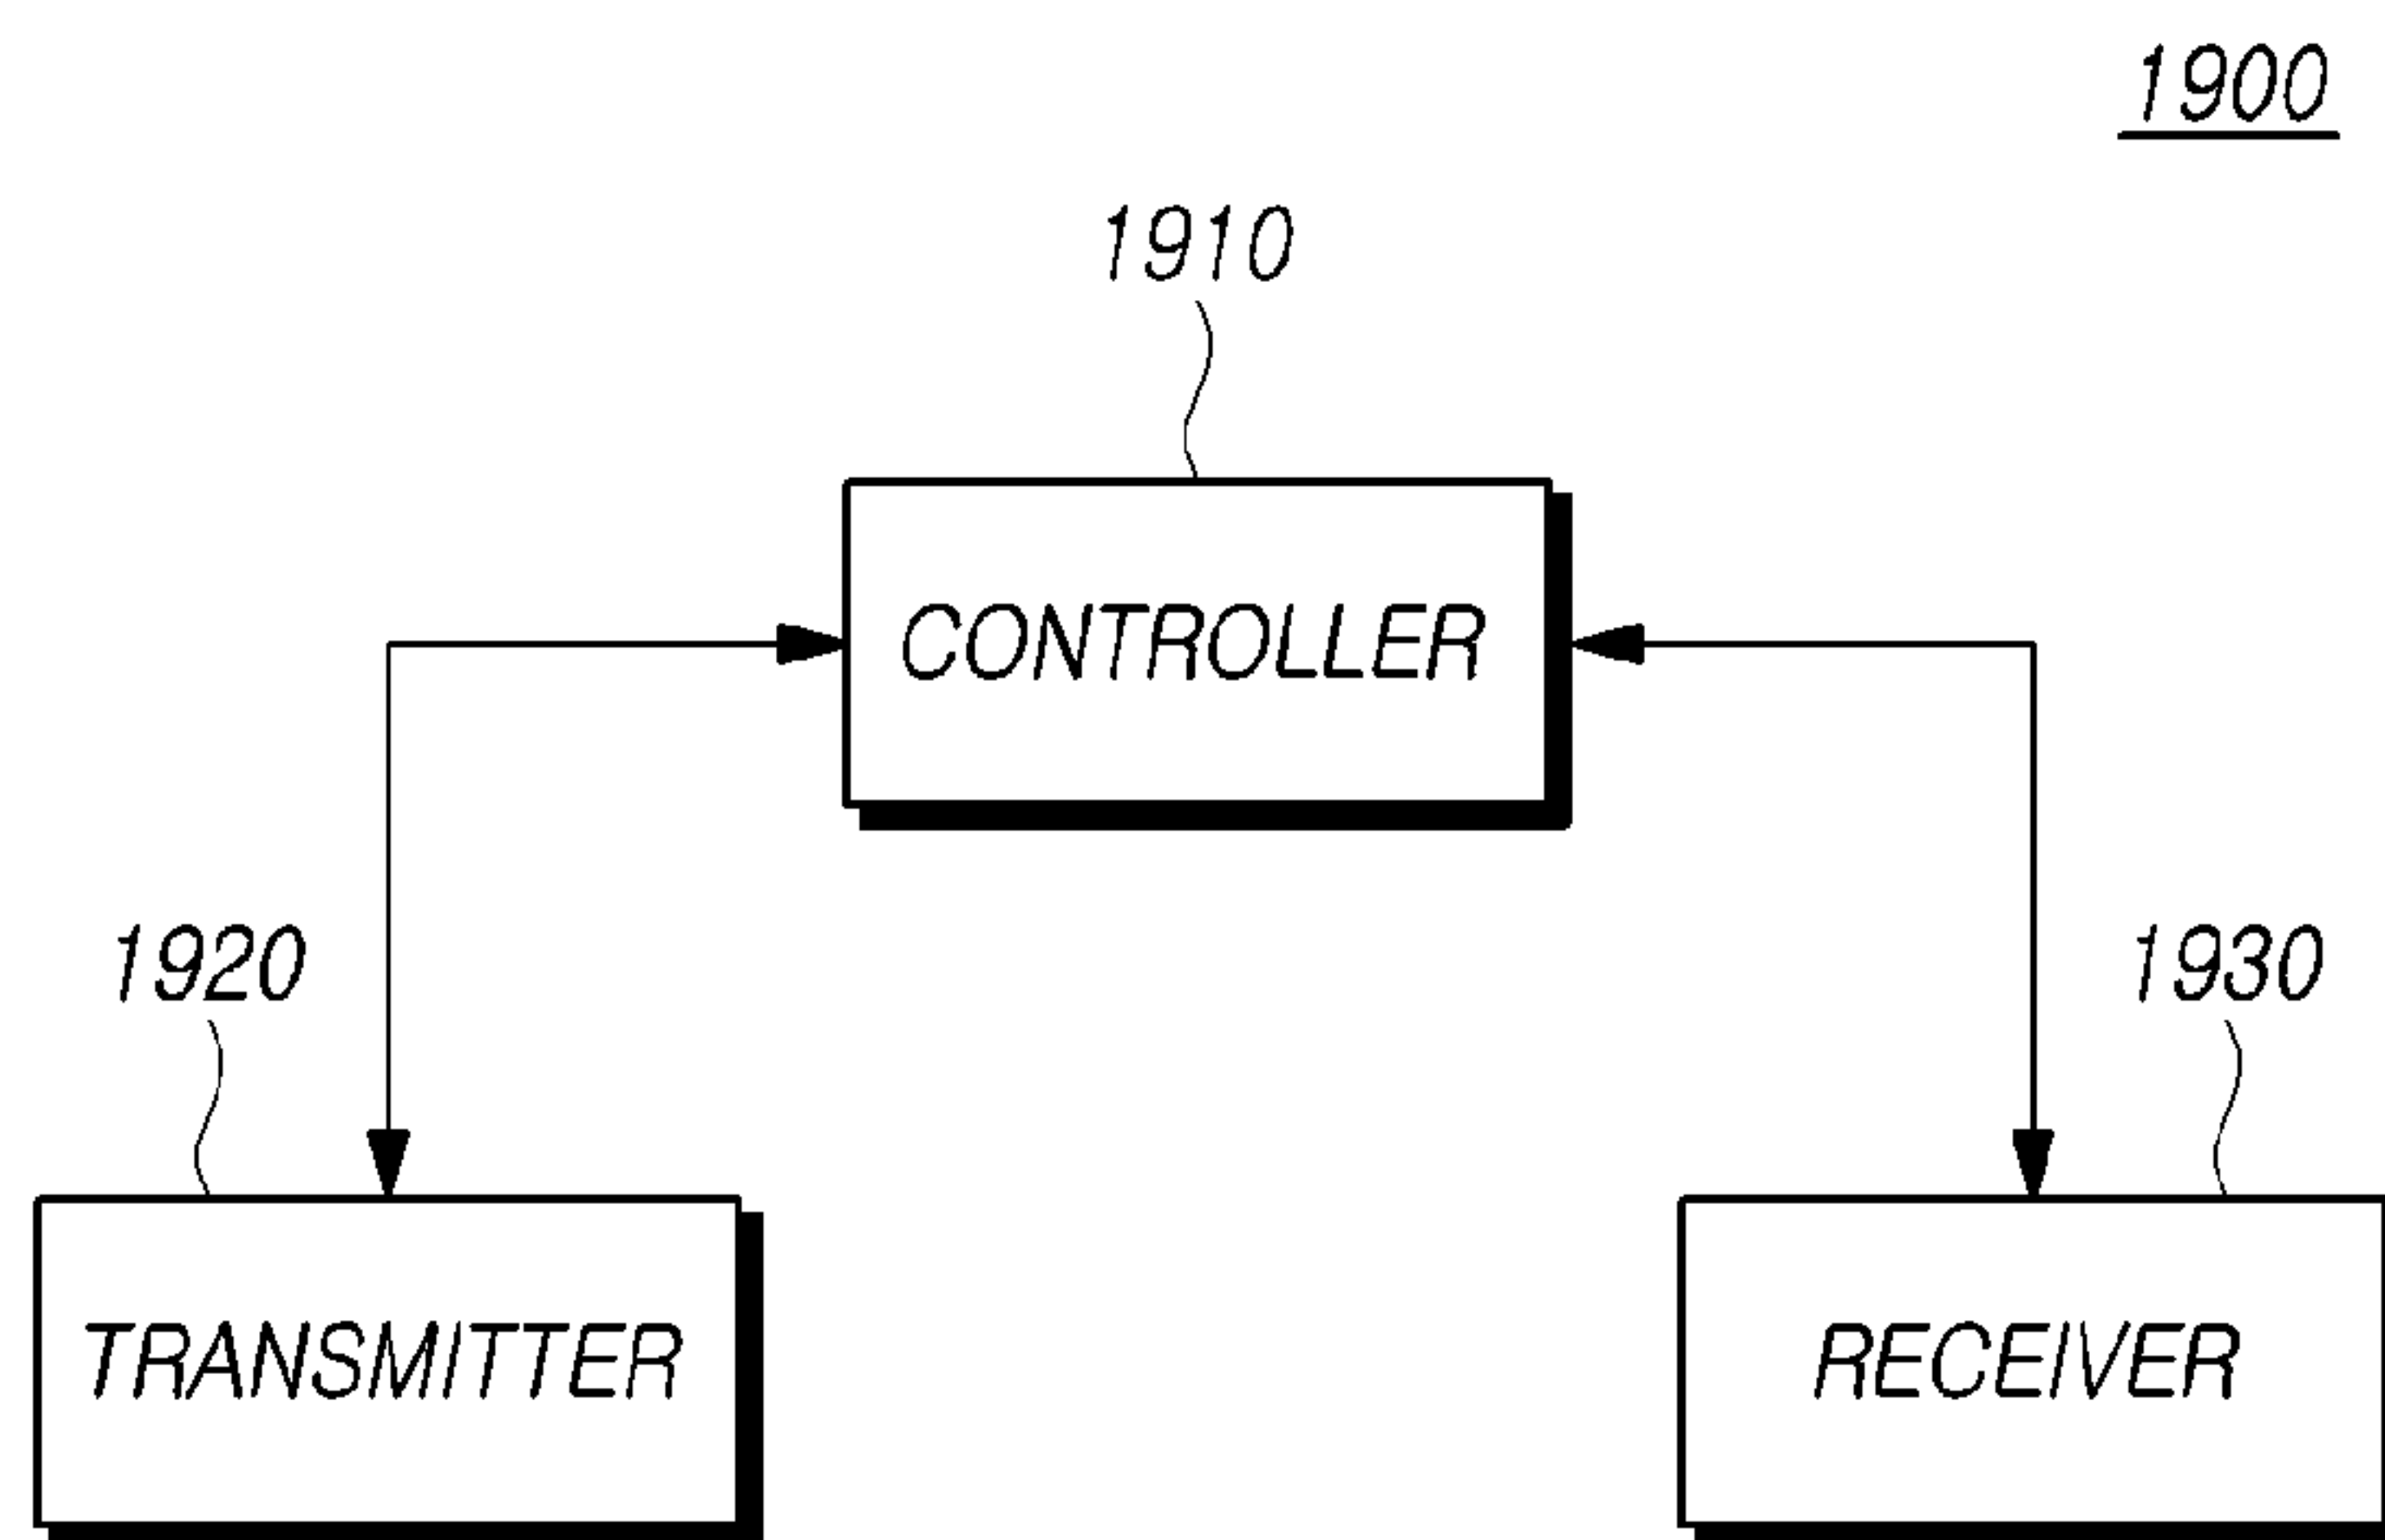 1900
1910
CONTROLLER
1920
1930
TRANSMITTER
RECEIVER